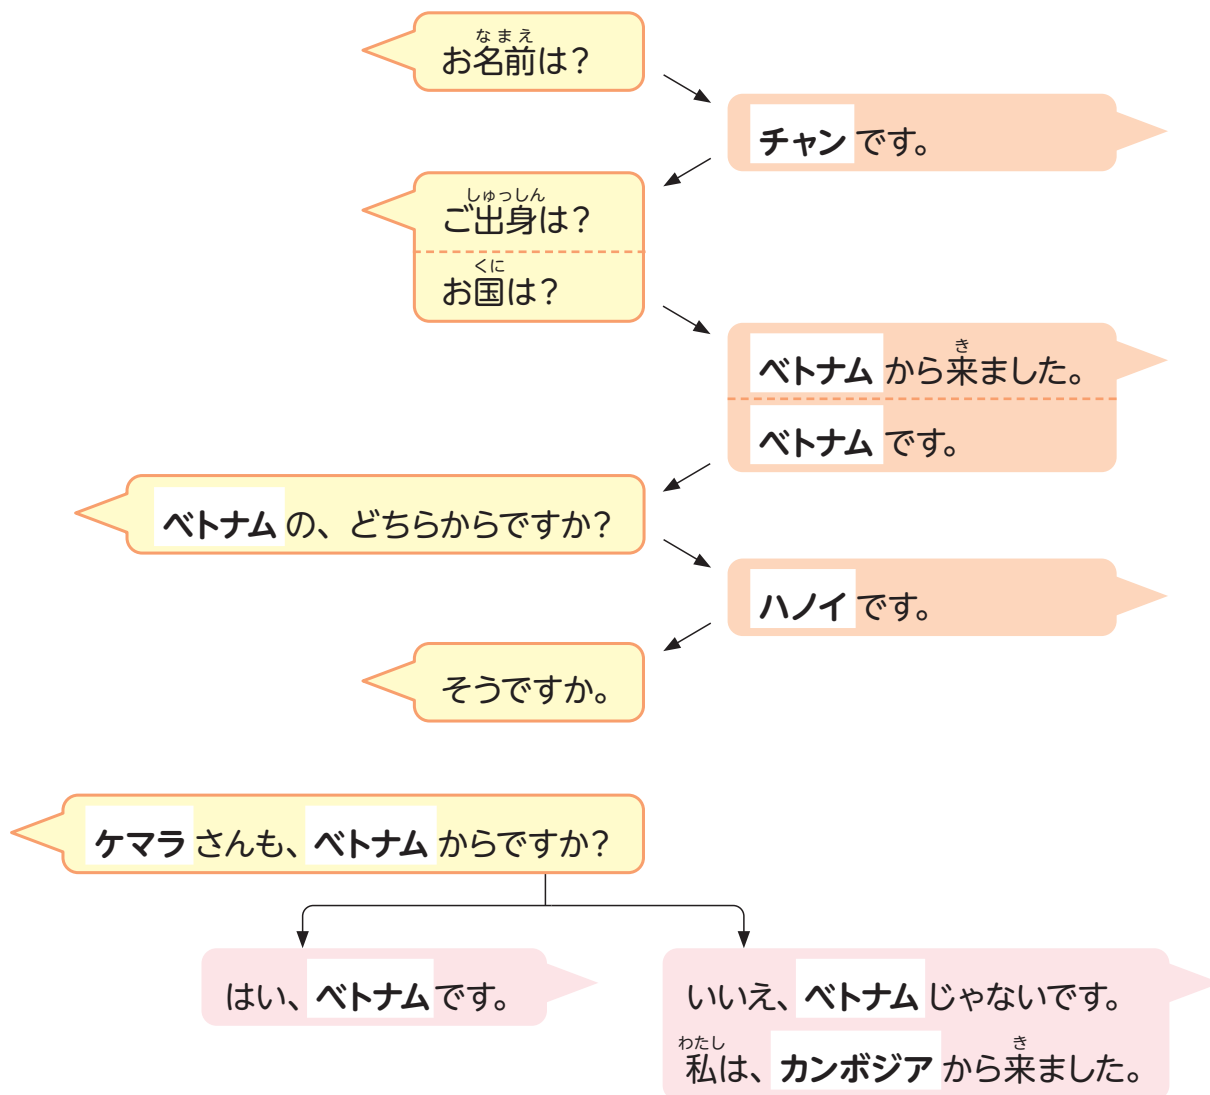 なまえ
お名前は？
チャンです。
しゅっしん
ご出身は？
くに
お国は？
き
ベトナムから来ました。
ベトナムです。
ベトナムの、どちらからですか？
ハノイです。
そうですか。
ケマラさんも、ベトナムからですか？
はい、ベトナムです。
いいえ、ベトナムじゃないです。
わたし き
私は、カンボジアから来ました。